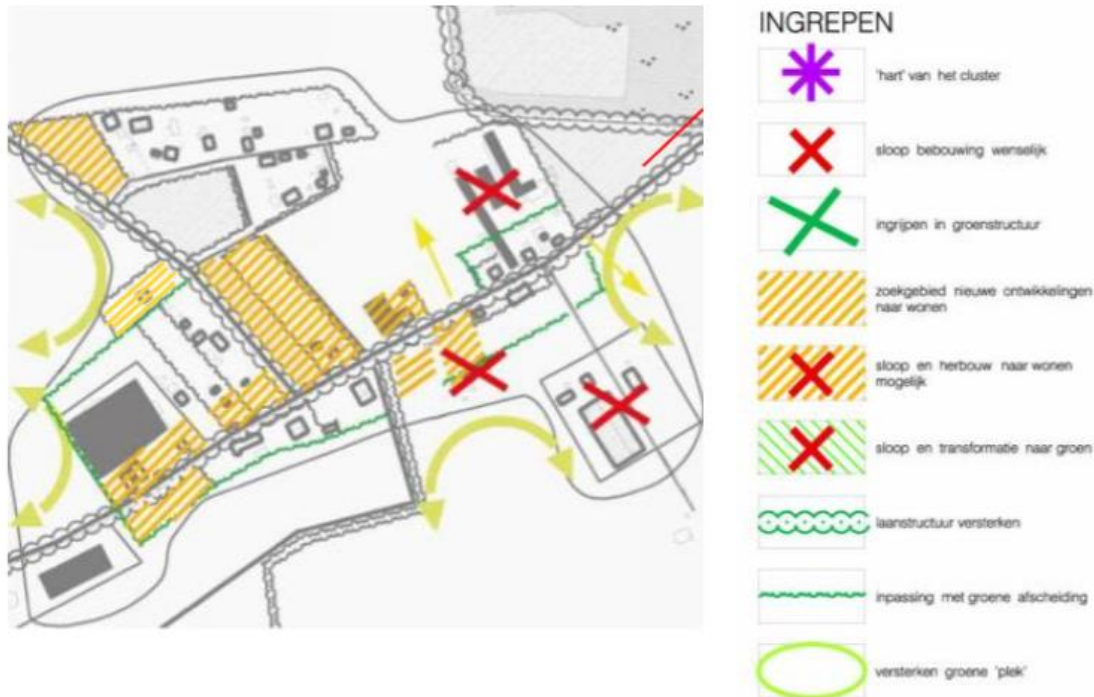 INGREPEN
'hart' van het cluster
sloop bebouwing wenselijk
ingrijpen in groenstructuur
zoekgebied nieuwe ontwikkelingen
naar wonen
sloop en herbouw naar wonen
mogelijk
sloop en transformatie naar groen
laanstructuur versterken
inpassing met groene afscheiding
versterken groene 'plek'